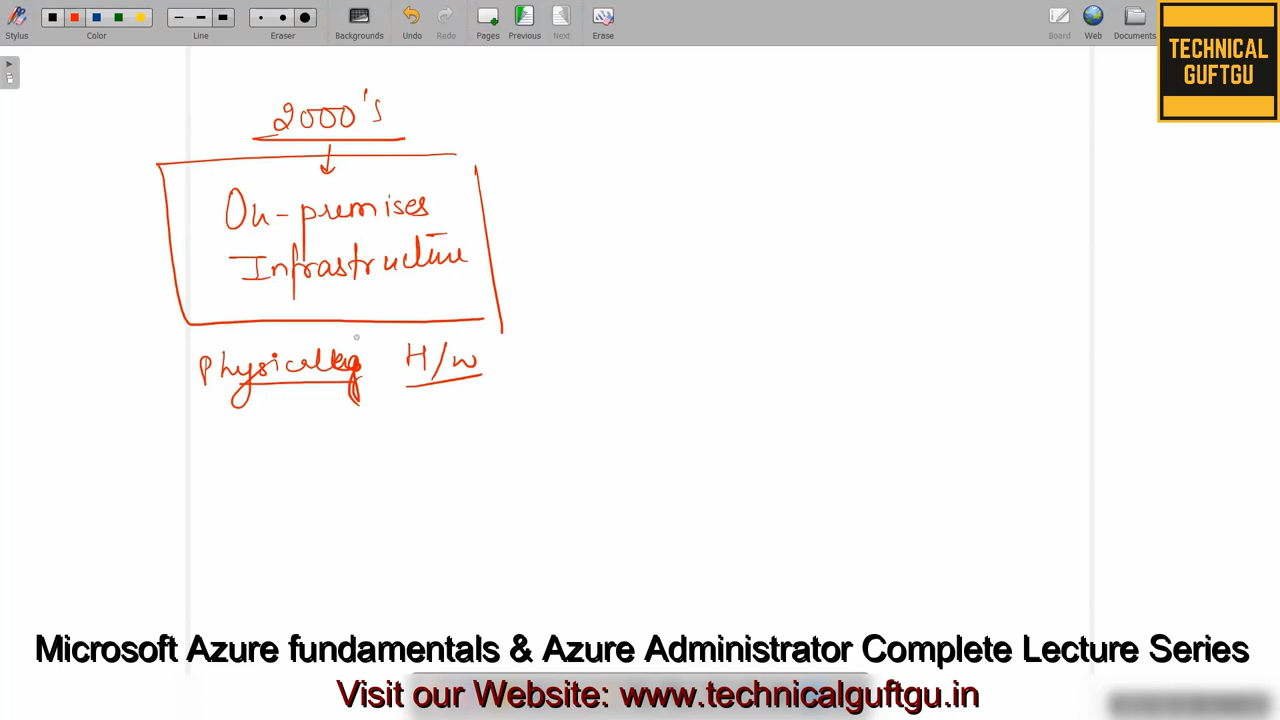 Stylus Color Line Eraser Backgrounds Undo Redo Pages Previous Next Erase Board Web Documents
TECHNICAL
GUFTGU
2000's
On-premises
Infrastructure
Physically H/w
Microsoft Azure fundamentals & Azure Administrator Complete Lecture Series
Visit our Website: www.technicalguftgu.in